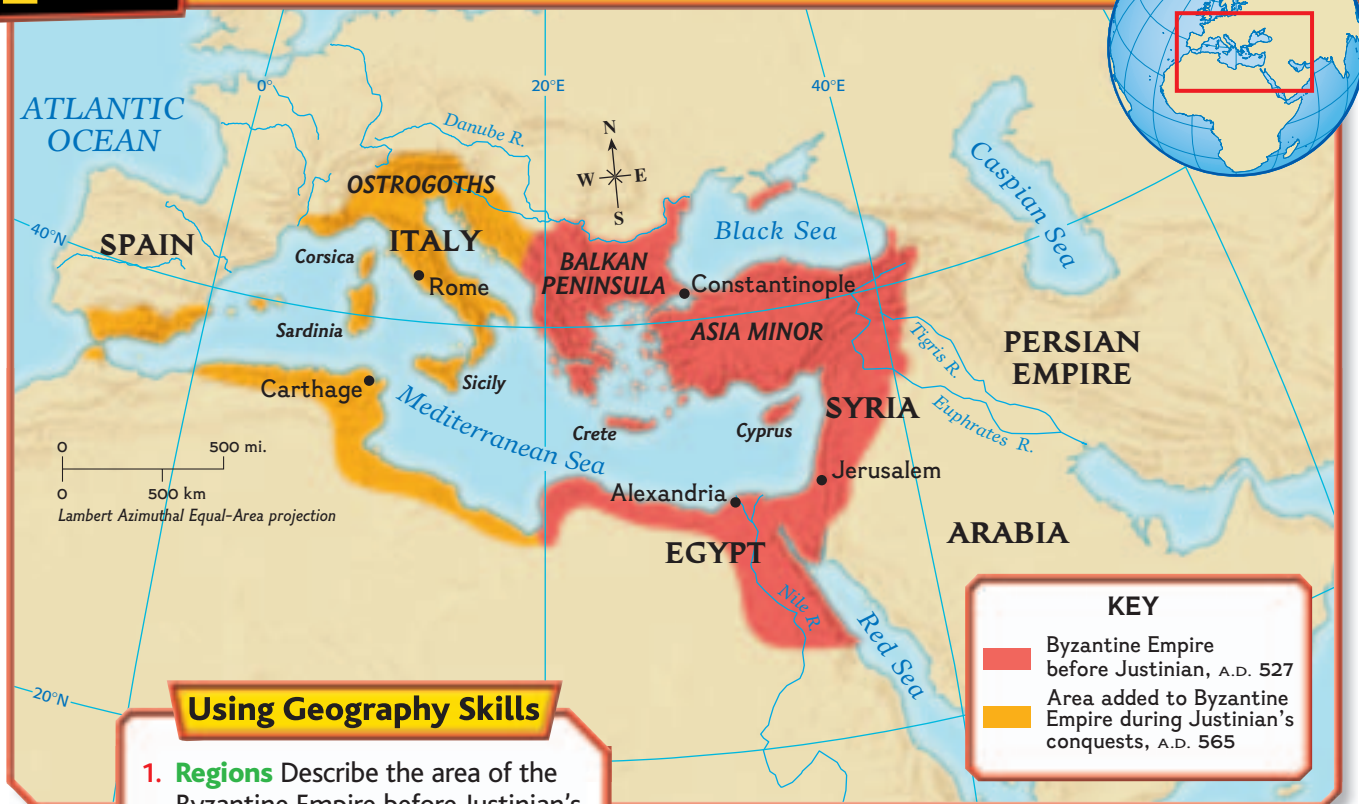 ATLANTIC
OCEAN
0°
20°E
40°E
Danube R.
N
W
E
S
Caspian Sea
OSTROGOTHS
40°N
SPAIN
Corsica
ITALY
Rome
Black Sea
BALKAN
PENINSULA
Constantinople
Sardinia
ASIA MINOR
Tigris R.
PERSIAN
EMPIRE
Carthage
Sicily
Mediterranean Sea
Crete
Cyprus
SYRIA
Euphrates R.
0 500 mi.
0 500 km
Lambert Azimuthal Equal-Area projection
Alexandria
Jerusalem
EGYPT
ARABIA
Nile R.
Red Sea
20°N
KEY
Byzantine Empire
before Justinian, A.D. 527
Area added to Byzantine
Empire during Justinian's
conquests, A.D. 565
Using Geography Skills
1. Regions Describe the area of the
Byzantine Empire before Justinian's